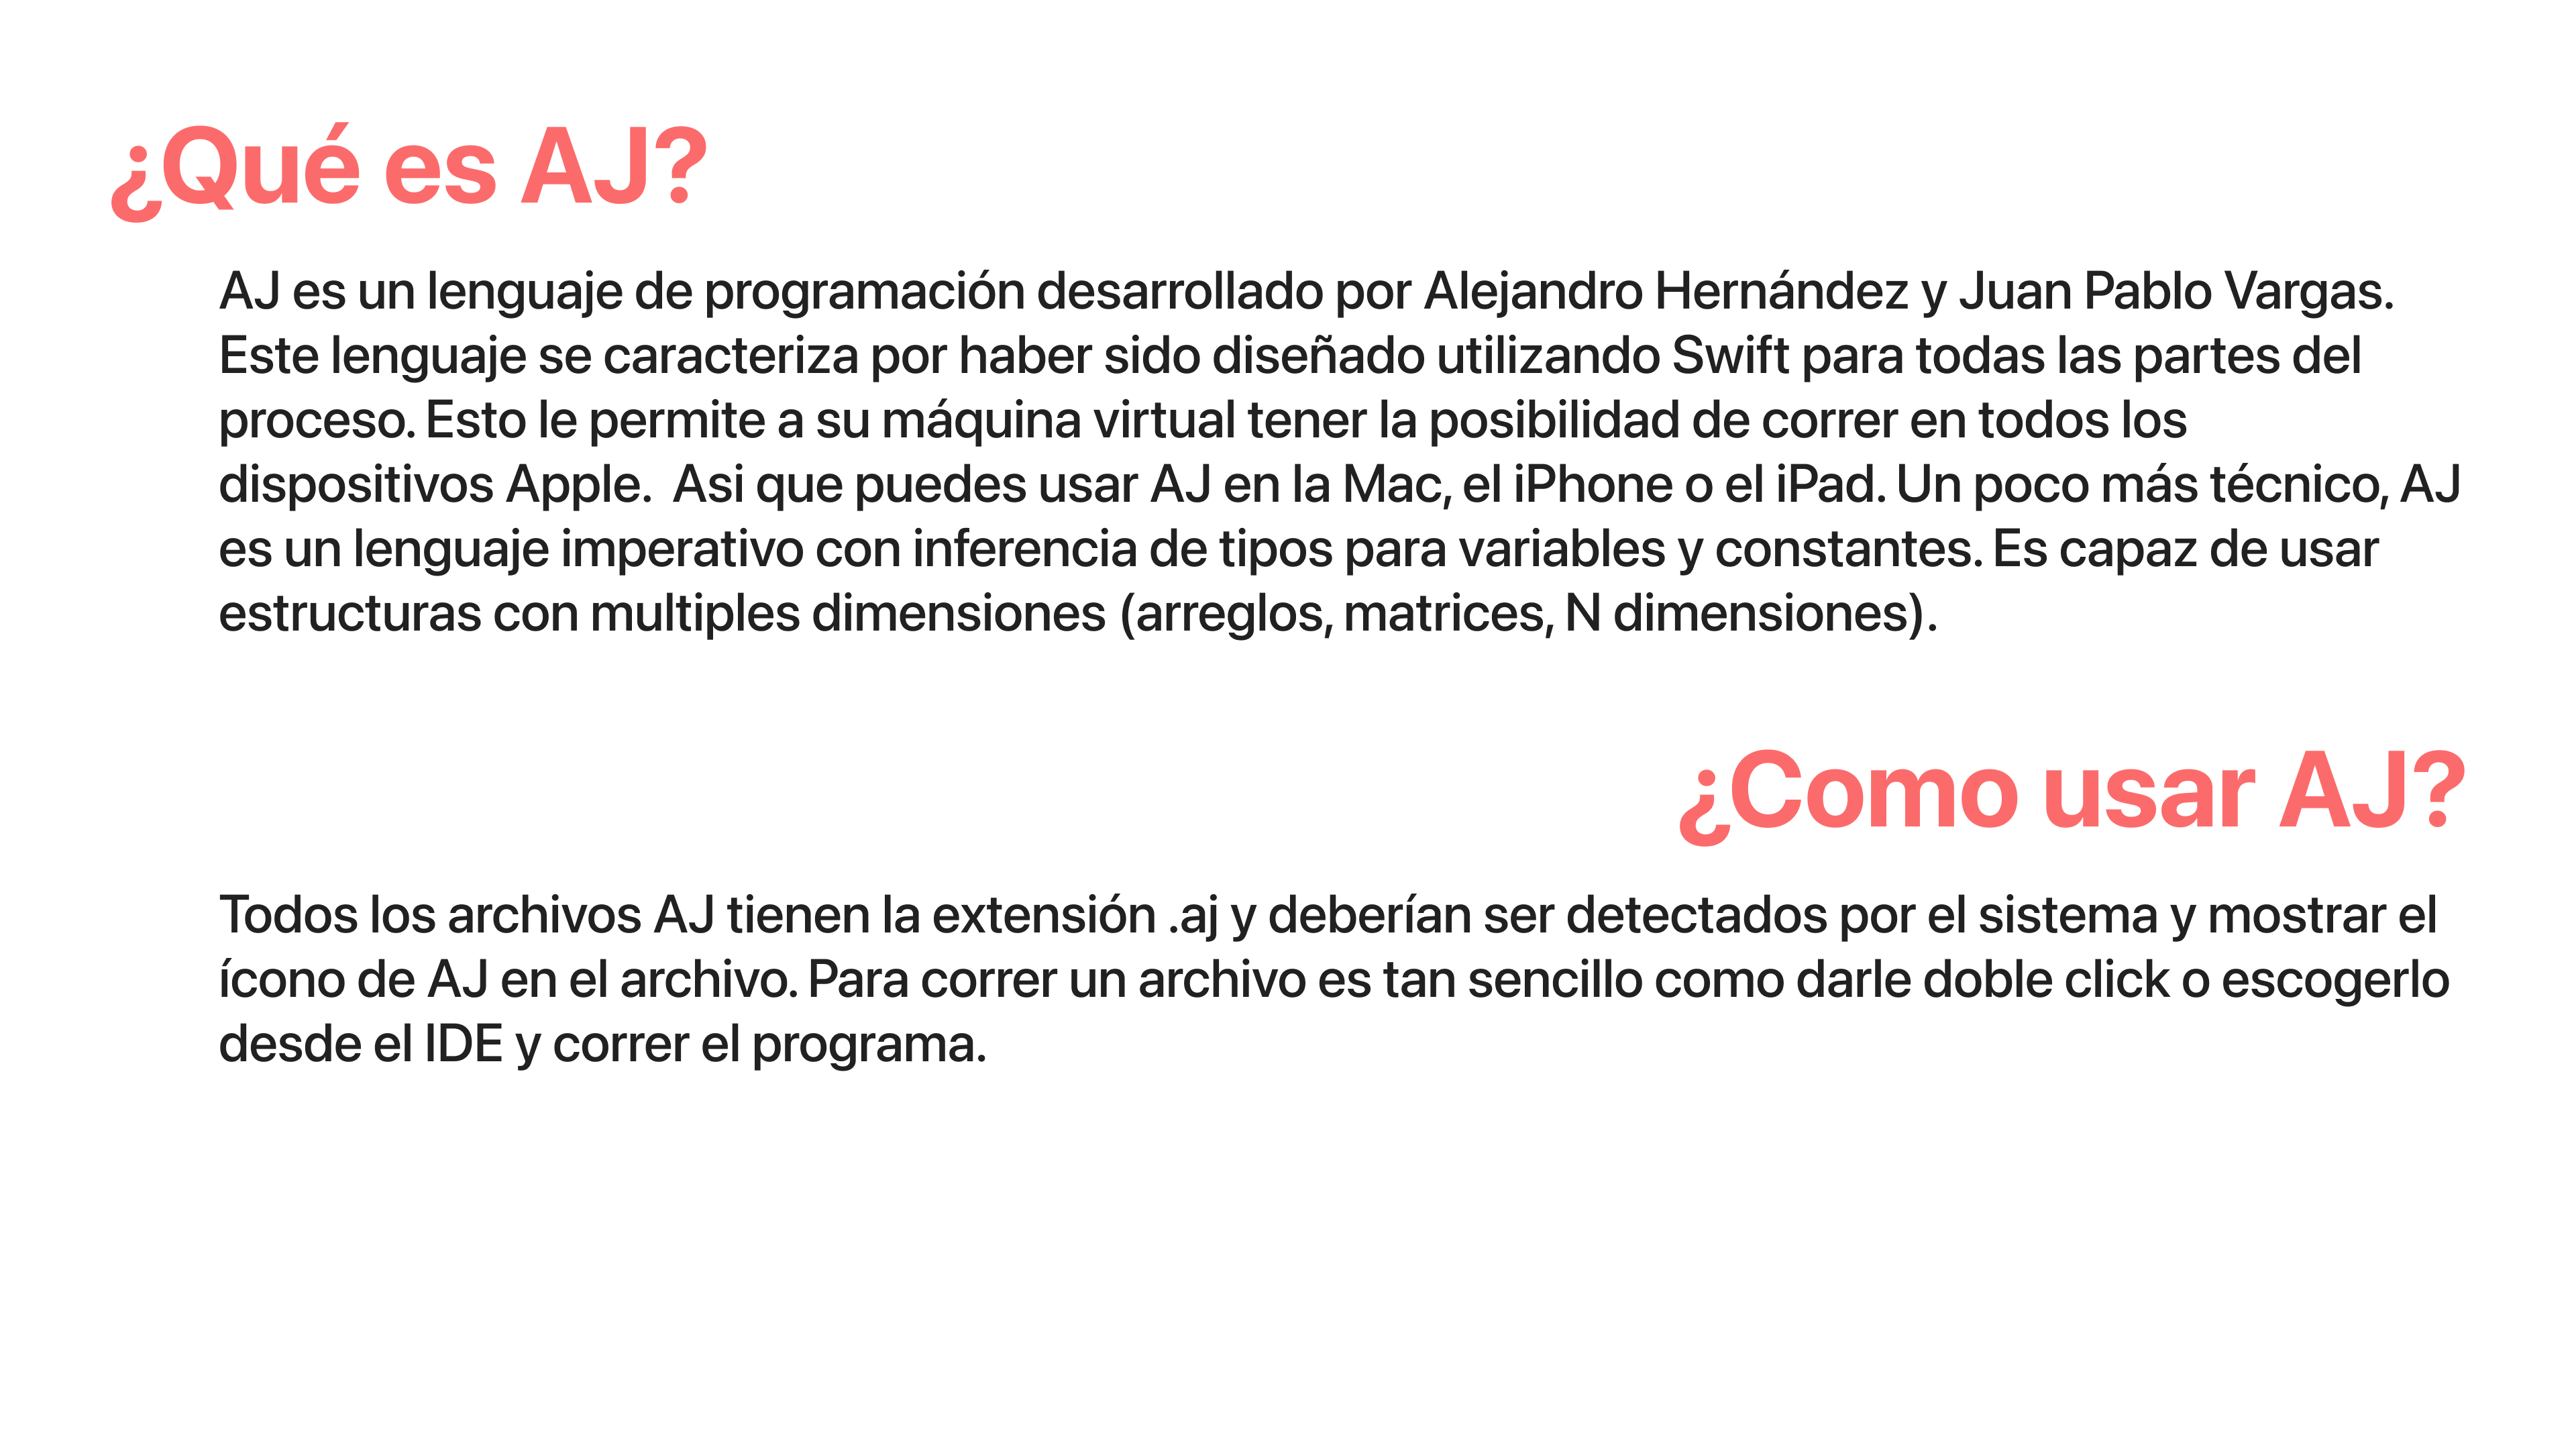 ¿Qué es AJ?
AJ es un lenguaje de programación desarrollado por Alejandro Hernández y Juan Pablo Vargas.
Este lenguaje se caracteriza por haber sido diseñado utilizando Swift para todas las partes del
proceso. Esto le permite a su máquina virtual tener la posibilidad de correr en todos los
dispositivos Apple.  Asi que puedes usar AJ en la Mac, el iPhone o el iPad. Un poco más técnico, AJ
es un lenguaje imperativo con inferencia de tipos para variables y constantes. Es capaz de usar
estructuras con multiples dimensiones (arreglos, matrices, N dimensiones).
¿Como usar AJ?
Todos los archivos AJ tienen la extensión .aj y deberían ser detectados por el sistema y mostrar el
ícono de AJ en el archivo. Para correr un archivo es tan sencillo como darle doble click o escogerlo
desde el IDE y correr el programa.